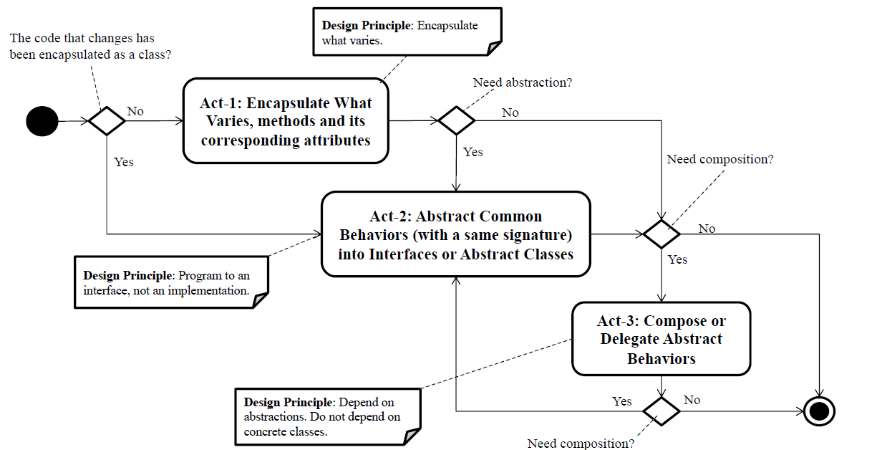 Design Principle: Encapsulate
what varies.
The code that changes has
been encapsulated as a class?
Need abstraction?
No
Act-1: Encapsulate What
Varies, methods and its
corresponding attributes
No
Yes
Yes
Need composition?
Act-2: Abstract Common
Behaviors (with a same signature)
into Interfaces or Abstract Classes
No
Yes
Design Principle: Program to an
interface, not an implementation.
Act-3: Compose or
Delegate Abstract
Behaviors
Design Principle: Depend on
abstractions. Do not depend on
concrete classes.
Yes
No
Need composition?